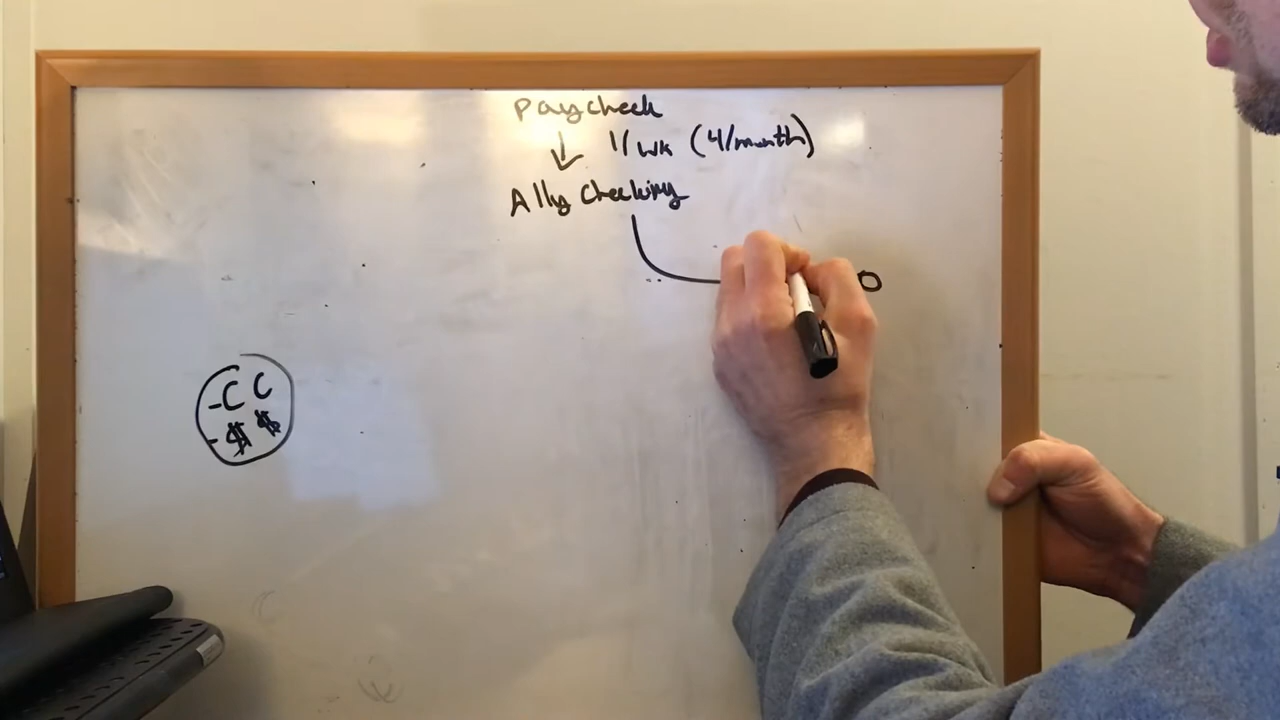 Paycheck
1/wk (4/month)
Ally Checking
- C C
- $ $